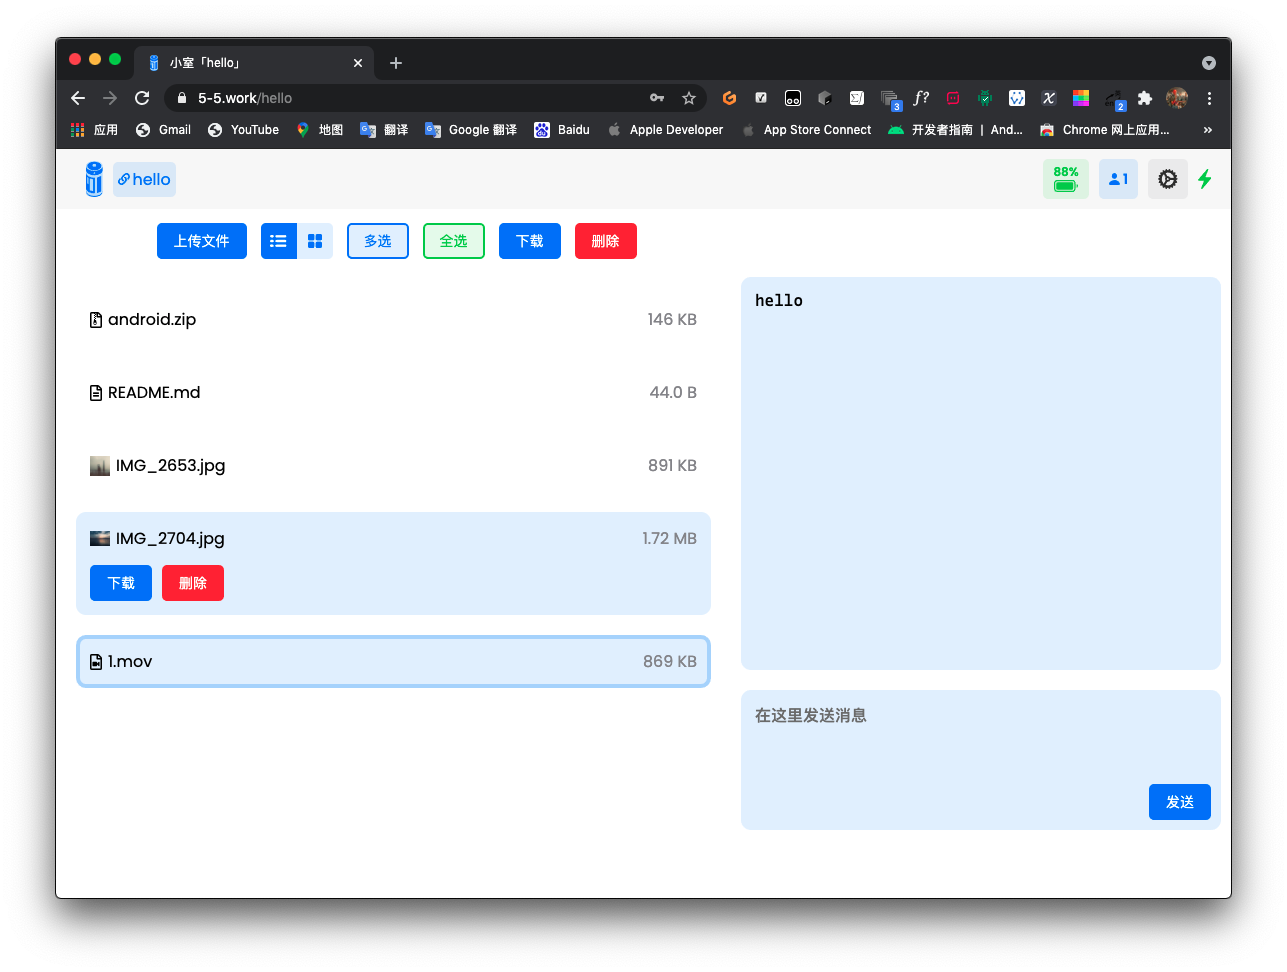 小室「hello」
5-5.work/hello
3
f?
2
应用 Gmail YouTube 地图 翻译 Google 翻译 Baidu Apple Developer App Store Connect 开发者指南 | And... Chrome 网上应用... »
hello 88% 1
上传文件 多选 全选 下载 删除
android.zip 146 KB
README.md 44.0 B
IMG_2653.jpg 891 KB
IMG_2704.jpg 1.72 MB
下载 删除
1.mov 869 KB
hello
在这里发送消息
发送